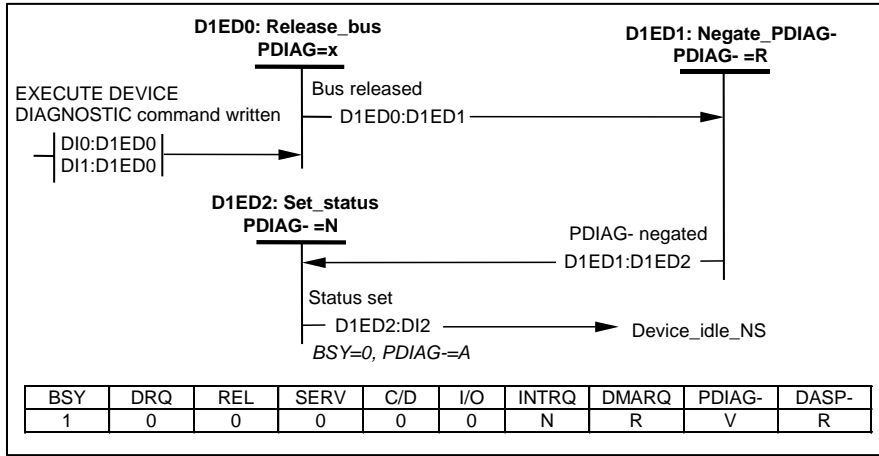 D1ED0: Release_bus
PDIAG=x
D1ED1: Negate_PDIAG-
PDIAG- =R
EXECUTE DEVICE
DIAGNOSTIC command written
DI0:D1ED0
DI1:D1ED0
Bus released
D1ED0:D1ED1
D1ED2: Set_status
PDIAG- =N
PDIAG- negated
D1ED1:D1ED2
Status set
D1ED2:DI2
Device_idle_NS
BSY=0, PDIAG-=A
BSY DRQ REL SERV C/D I/O INTRQ DMARQ PDIAG- DASP-
1 0 0 0 0 0 N R V R